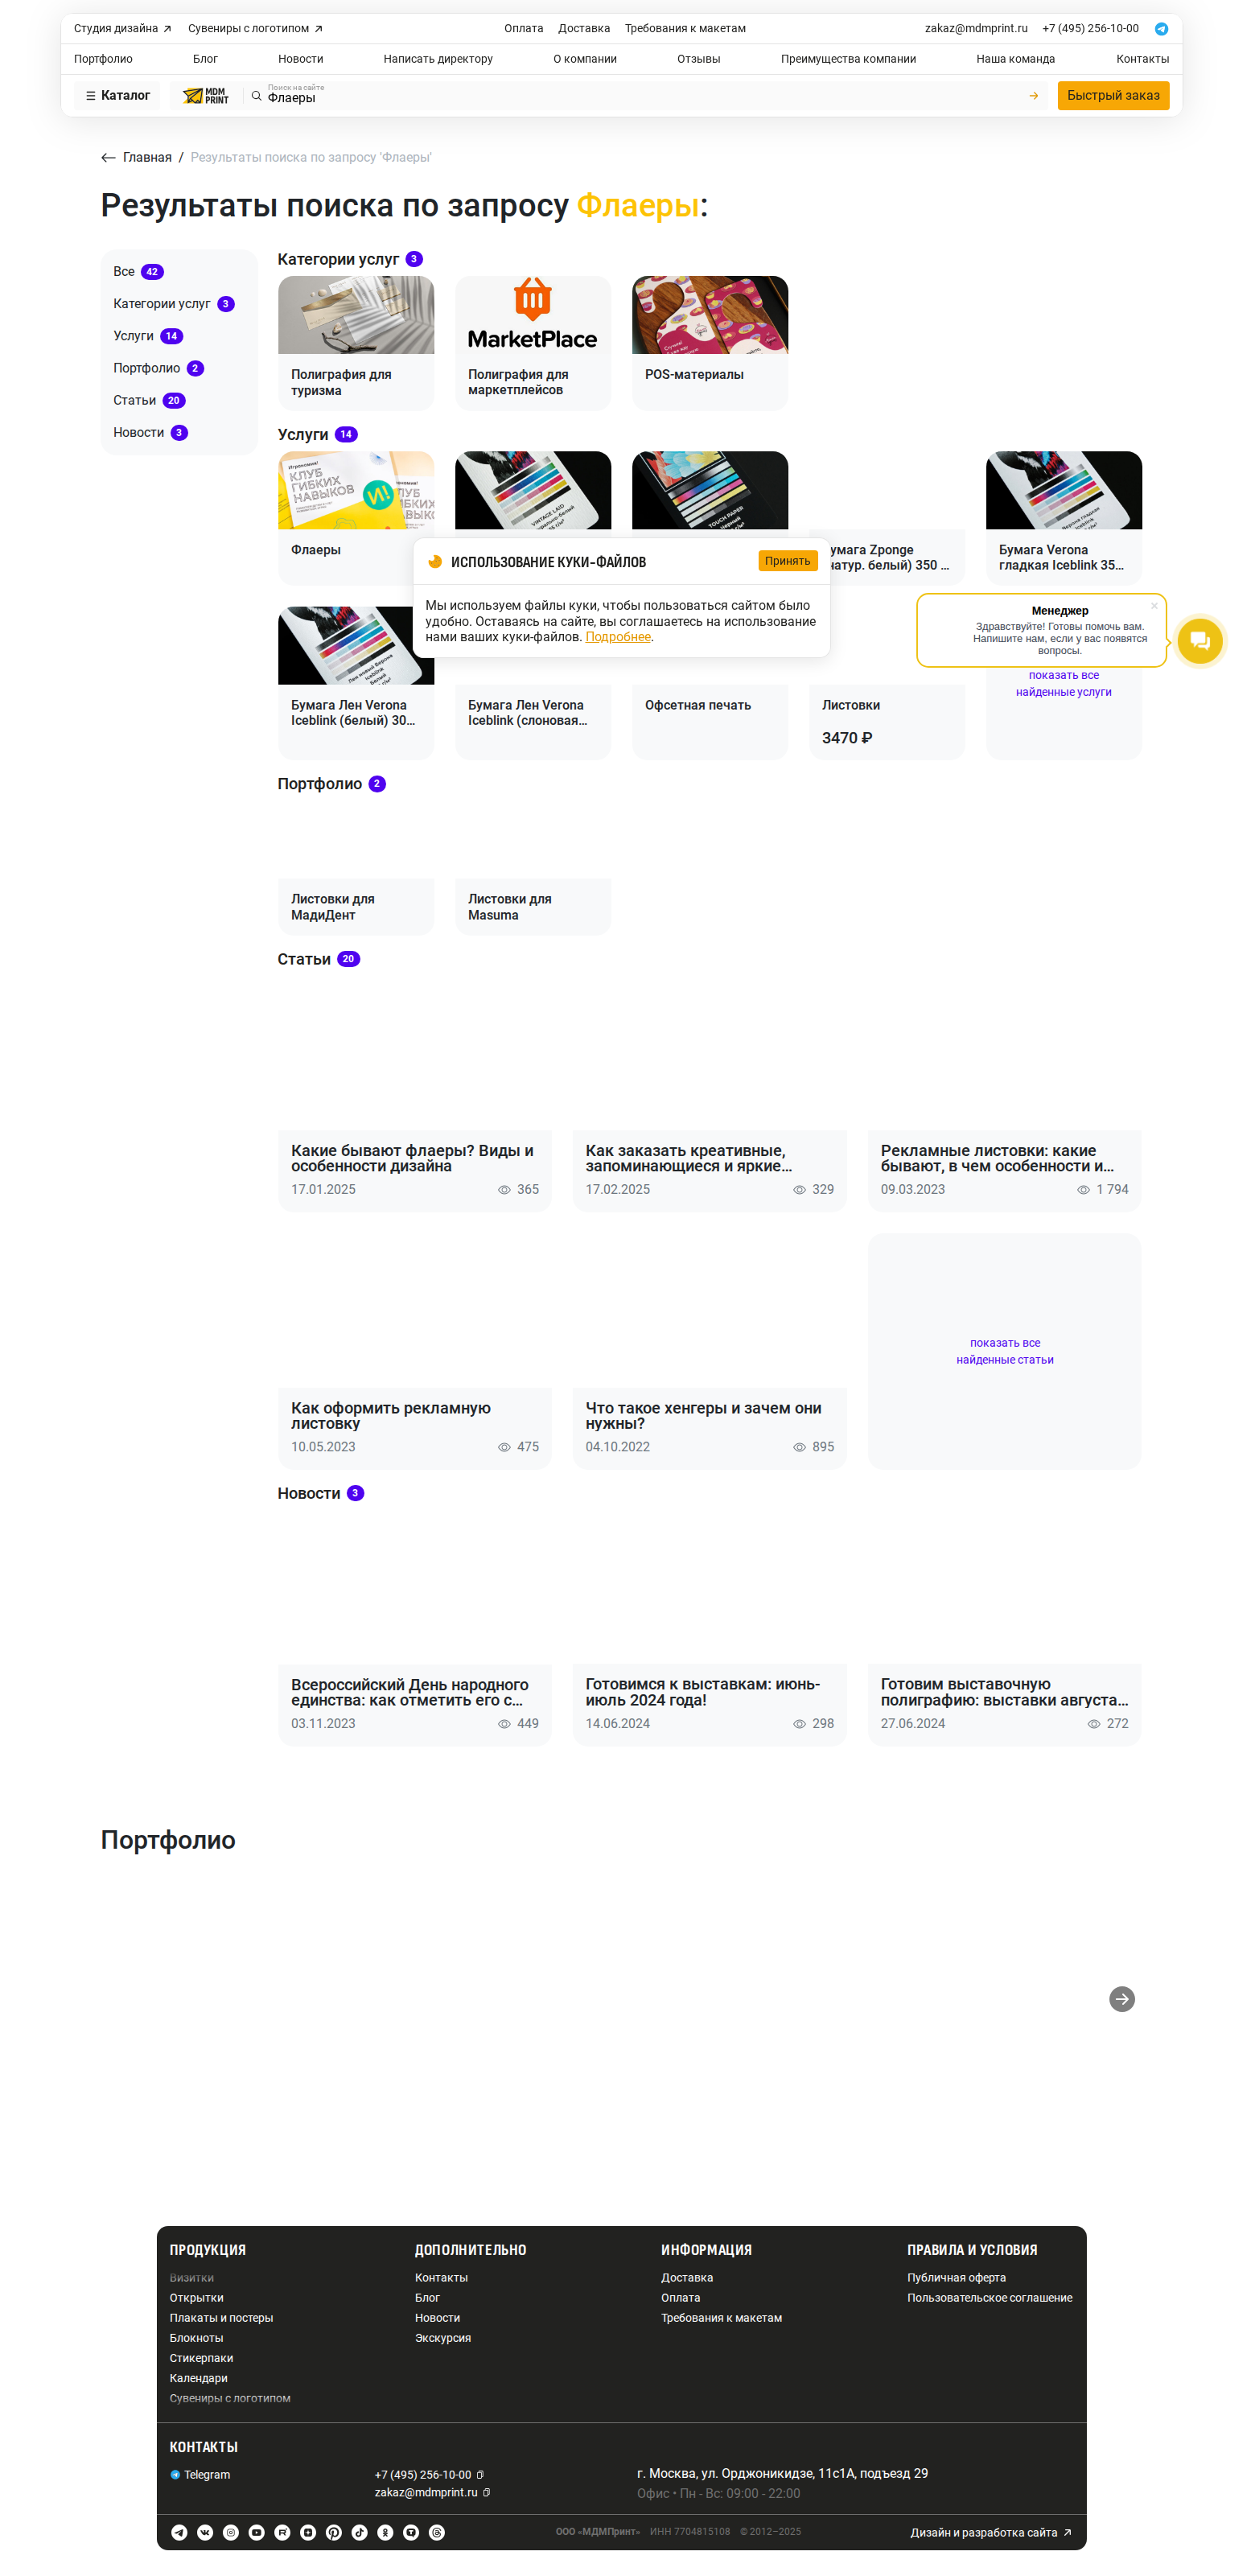 Студия дизайна
Сувениры с логотипом
Оплата
Доставка
Требования к макетам
zakaz@mdmprint.ru
+7 (495) 256-10-00
Портфолио
Блог
Новости
Написать директору
О компании
Отзывы
Преимущества компании
Наша команда
Контакты
Каталог
MDM
PRINT
Поиск на сайте
Флаеры
Быстрый заказ
Главная / Результаты поиска по запросу 'Флаеры'
Результаты поиска по запросу Флаеры:
Все 42
Категории услуг 3
Услуги 14
Портфолио 2
Статьи 20
Новости 3
Категории услуг 3
MarketPlace
Полиграфия для
туризма
Полиграфия для
маркетплейсов
POS-материалы
Услуги 14
КЛУБ
ГИБКИХ
НАВЫКОВ
И!
VINTAGE LAID
TOUCH PAPER
Флаеры
умага Zponge
натур. белый) 350 ...
Бумага Verona
гладкая Iceblink 35...
ИСПОЛЬЗОВАНИЕ КУКИ-ФАЙЛОВ
Принять
Мы используем файлы куки, чтобы пользоваться сайтом было
удобно. Оставаясь на сайте, вы соглашаетесь на использование
нами ваших куки-файлов. Подробнее.
Менеджер
Здравствуйте! Готовы помочь вам.
Напишите нам, если у вас появятся
вопросы.
Бумага Лен Verona
Iceblink (белый) 30...
Бумага Лен Verona
Iceblink (слоновая...
Офсетная печать
Листовки
3470 ₽
показать все
найденные услуги
Портфолио 2
Листовки для
МадиДент
Листовки для
Masuma
Статьи 20
Какие бывают флаеры? Виды и
особенности дизайна
17.01.2025
365
Как заказать креативные,
запоминающиеся и яркие...
17.02.2025
329
Рекламные листовки: какие
бывают, в чем особенности и...
09.03.2023
1 794
Как оформить рекламную
листовку
10.05.2023
475
Что такое хенгеры и зачем они
нужны?
04.10.2022
895
показать все
найденные статьи
Новости 3
Всероссийский День народного
единства: как отметить его с...
03.11.2023
449
Готовимся к выставкам: июнь-
июль 2024 года!
14.06.2024
298
Готовим выставочную
полиграфию: выставки августа...
27.06.2024
272
Портфолио
ПРОДУКЦИЯ
Визитки
Открытки
Плакаты и постеры
Блокноты
Стикерпаки
Календари
Сувениры с логотипом
ДОПОЛНИТЕЛЬНО
Контакты
Блог
Новости
Экскурсия
ИНФОРМАЦИЯ
Доставка
Оплата
Требования к макетам
ПРАВИЛА И УСЛОВИЯ
Публичная оферта
Пользовательское соглашение
КОНТАКТЫ
Telegram
+7 (495) 256-10-00
zakaz@mdmprint.ru
г. Москва, ул. Орджоникидзе, 11с1А, подъезд 29
Офис • Пн - Вс: 09:00 - 22:00
ООО «МДМПринт»
ИНН 7704815108
© 2012–2025
Дизайн и разработка сайта